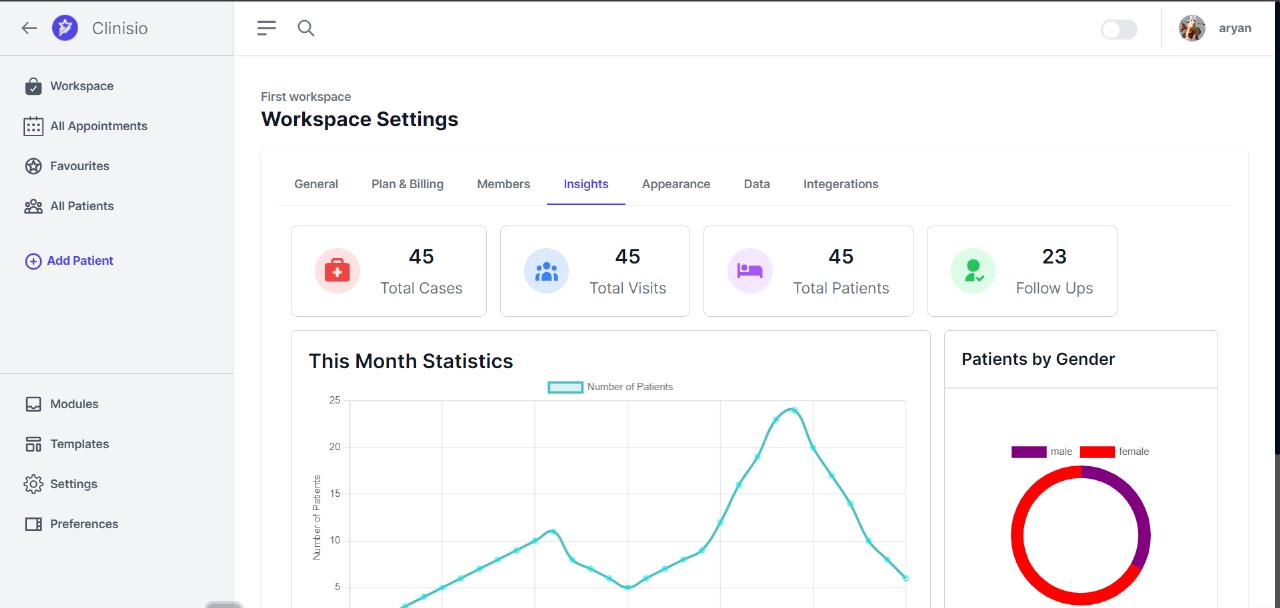 Clinisio
aryan
Workspace
All Appointments
Favourites
All Patients
Add Patient
Modules
Templates
Settings
Preferences
First workspace
Workspace Settings
General Plan & Billing Members Insights Appearance Data Integerations
45
Total Cases
45
Total Visits
45
Total Patients
23
Follow Ups
This Month Statistics
Number of Patients
25
20
15
10
5
Number of Patients
Patients by Gender
male female